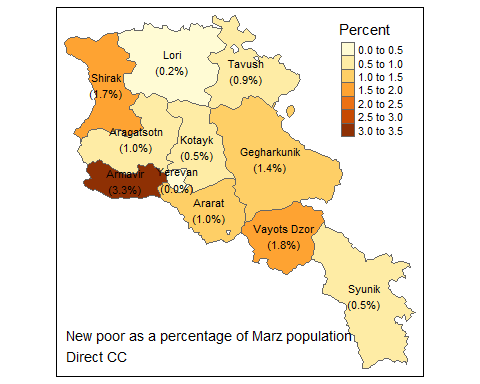 Percent
0.0 to 0.5
0.5 to 1.0
1.0 to 1.5
1.5 to 2.0
2.0 to 2.5
2.5 to 3.0
3.0 to 3.5
Lori
(0.2%)
Tavush
(0.9%)
Shirak
(1.7%)
Aragatsotn
(1.0%)
Kotayk
(0.5%)
Gegharkunik
(1.4%)
Armavir
(3.3%)
Yerevan
(0.0%)
Ararat
(1.0%)
Vayots Dzor
(1.8%)
Syunik
(0.5%)
New poor as a percentage of Marz population
Direct CC